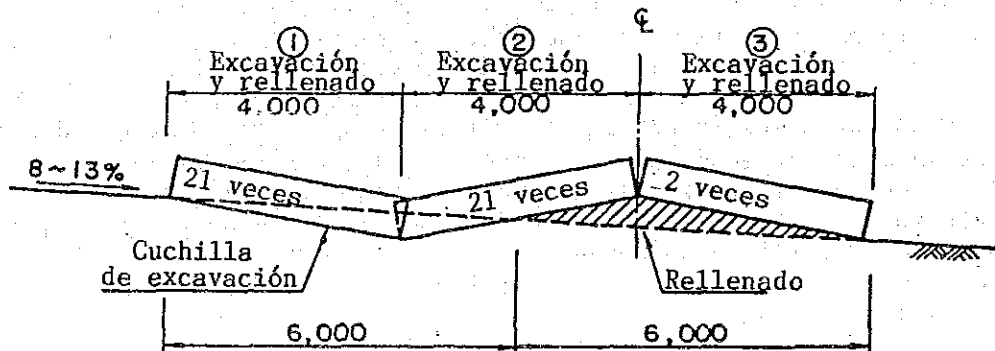 ℄
① ② ③
Excavación Excavación Excavación
y rellenado y rellenado y rellenado
4.000 4,000 4,000
8~13%
21 veces 21 veces 2 veces
Cuchilla
de excavación
Rellenado
6,000 6,000